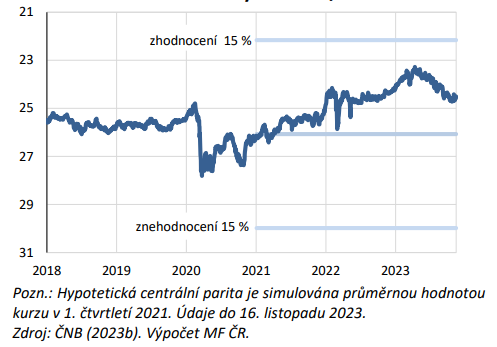 21
zhodnocení 15 %
23
25
27
znehodnocení 15 %
29
31
2018 2019 2020 2021 2022 2023
Pozn.: Hypotetická centrální parita je simulována průměrnou hodnotou
kurzu v 1. čtvrtletí 2021. Údaje do 16. listopadu 2023.
Zdroj: ČNB (2023b). Výpočet MF ČR.